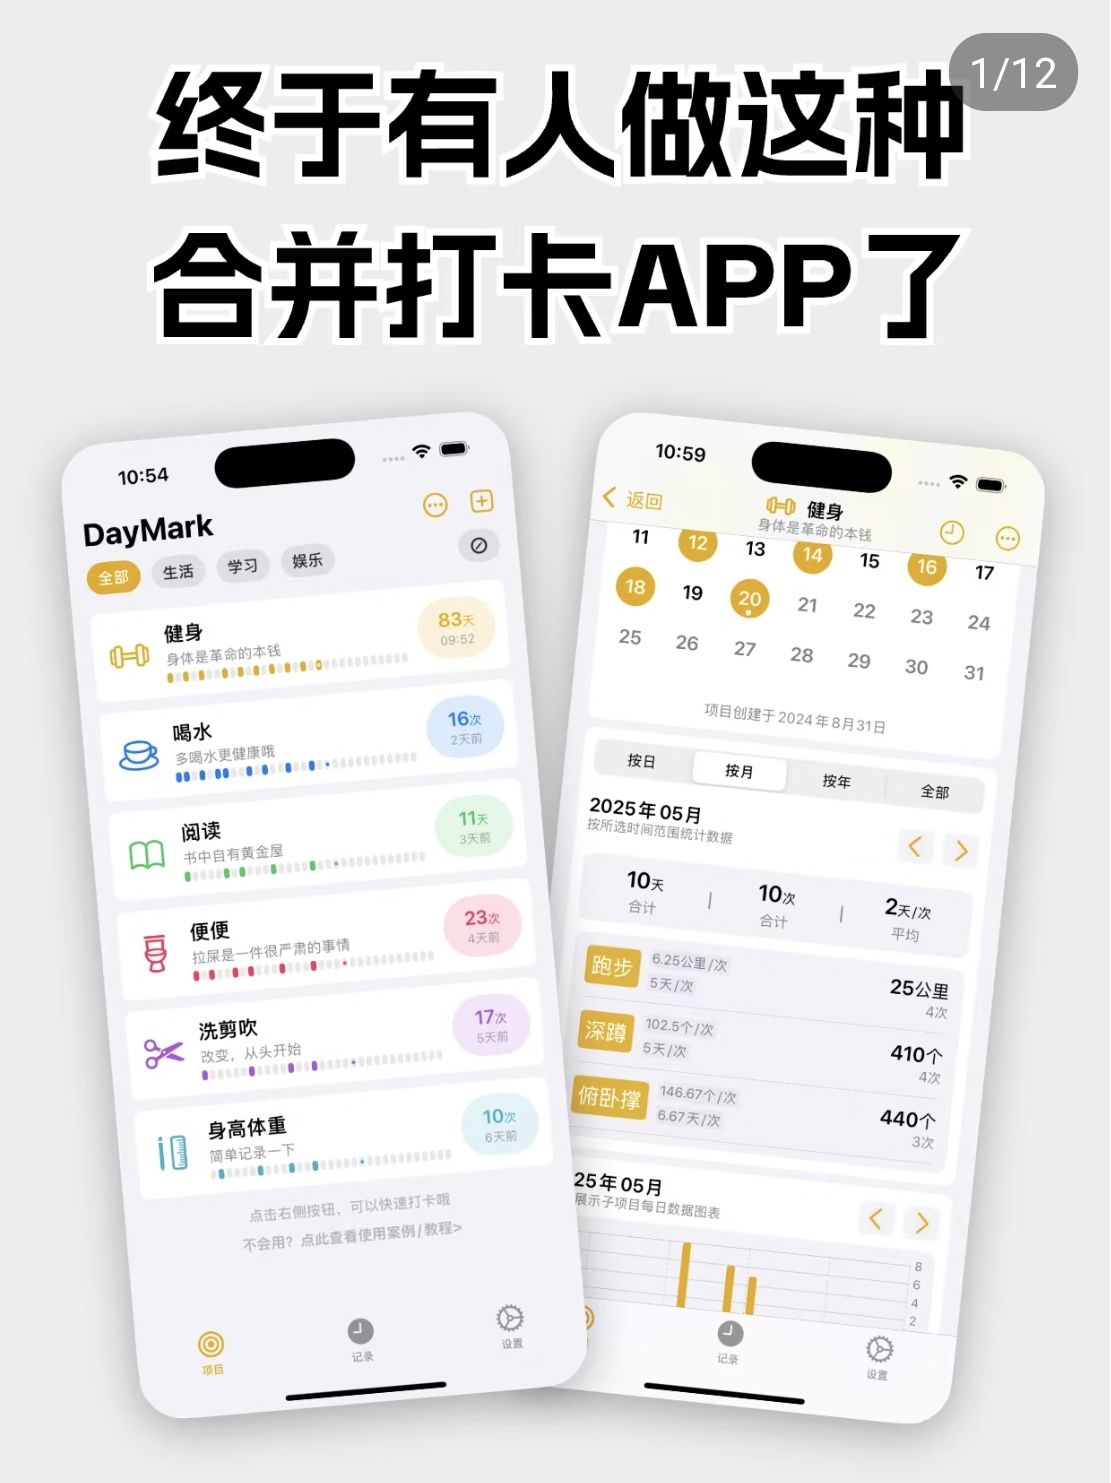 1/12
终于有人做这种
合并打卡APP了
10:54
DayMark
全部 生活 学习 娱乐
健身
身体是革命的本钱
83天
09:52
喝水
多喝水更健康哦
16次
2天前
阅读
书中自有黄金屋
11天
3天前
便便
拉屎是一件很严肃的事情
23次
4天前
洗剪吹
改变，从头开始
17次
5天前
身高体重
简单记录一下
10次
6天前
点击右侧按钮，可以快速打卡哦
不会用？点此查看使用案例/教程>
项目 记录 设置
10:59
返回
健身
身体是革命的本钱
11 12 13 14 15 16 17
18 19 20 21 22 23 24
25 26 27 28 29 30 31
项目创建于2024年8月31日
按日 按月 按年 全部
2025年05月
按所选时间范围统计数据
10天 | 10次 | 2天/次
合计 合计 平均
跑步
6.25公里/次
5天/次
25公里
4次
深蹲
102.5个/次
5天/次
410个
4次
俯卧撑
146.67个/次
6.67天/次
440个
3次
25年05月
展示子项目每日数据图表
8
6
4
2
记录 设置